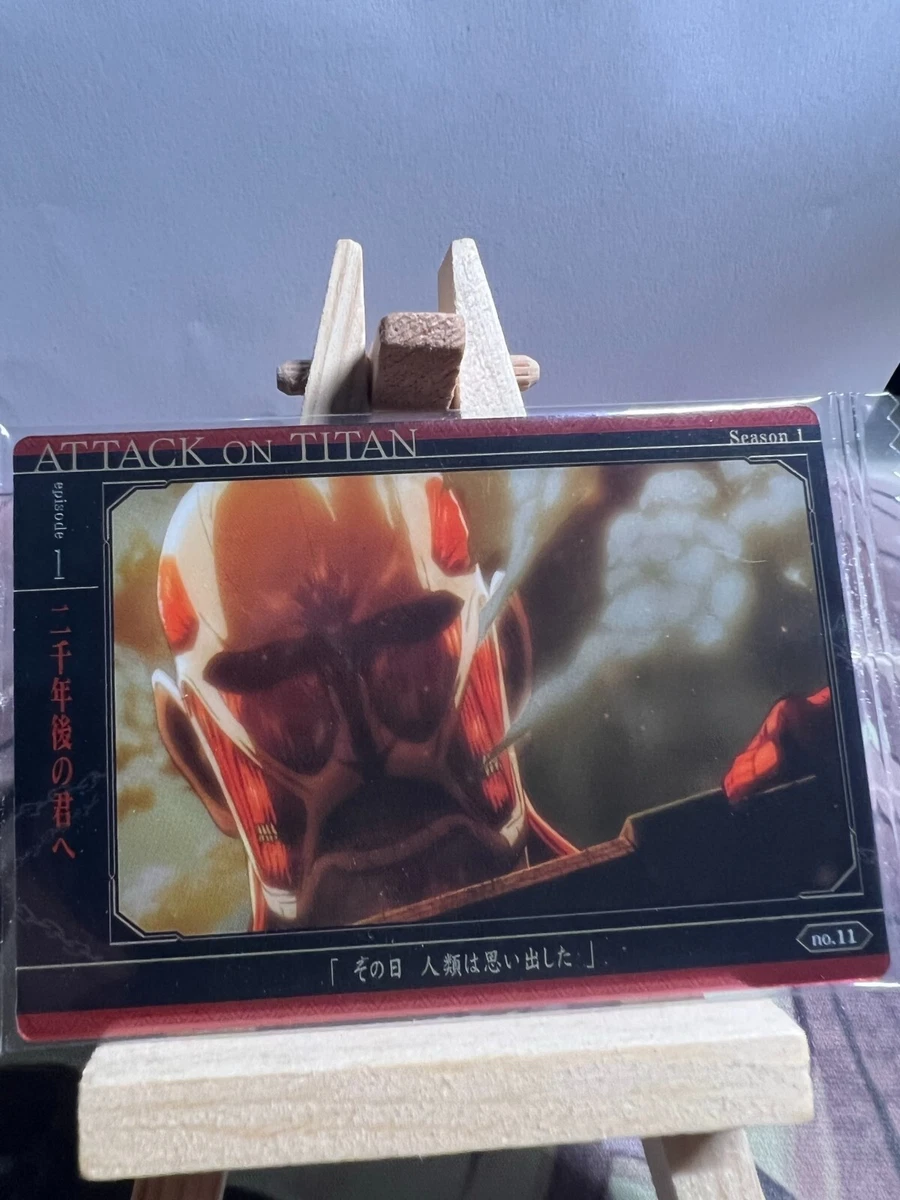 ATTACK ON TITAN
Season 1
episode 1
二千年後の君へ
「その日 人類は思い出した」
no.11